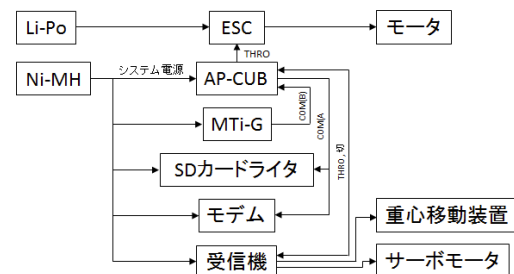 Li-Po
ESC
モータ
THRO
Ni-MH
システム電源
AP-CUB
COM(B)
COM(A
THRO, 切
MTi-G
SDカードライタ
モデム
重心移動装置
受信機
サーボモータ